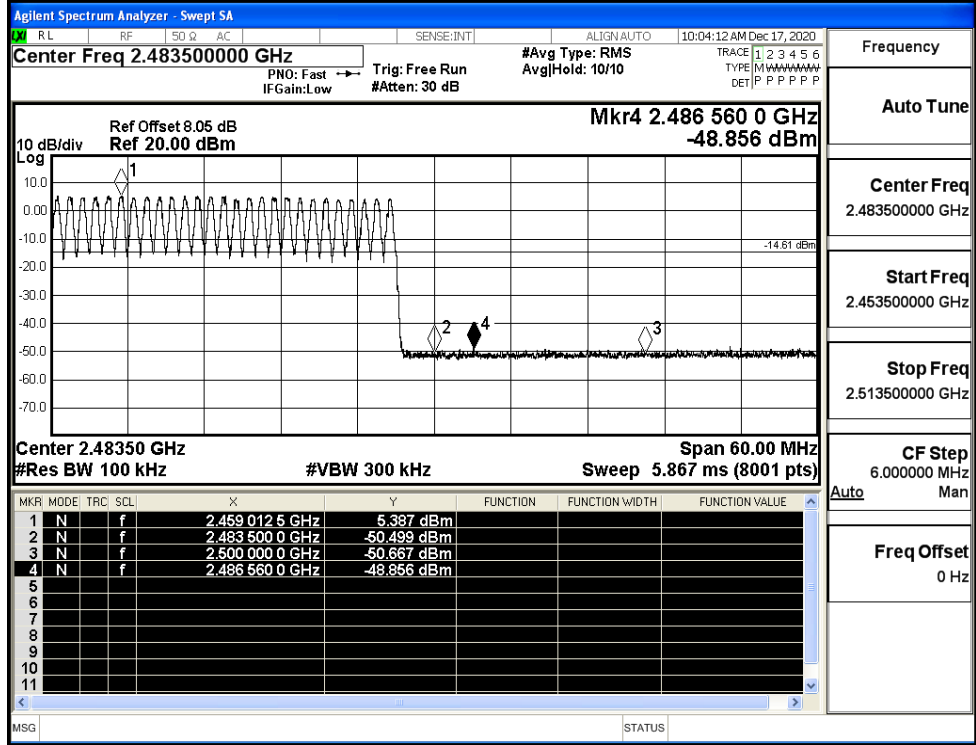 Agilent Spectrum Analyzer - Swept SA
LXI RL RF 50 Ω AC SENSE:INT ALIGN AUTO 10:04:12 AM Dec 17, 2020
Center Freq 2.483500000 GHz
PNO: Fast
IFGain:Low
Trig: Free Run
#Atten: 30 dB
#Avg Type: RMS
Avg|Hold: 10/10
TRACE 1 2 3 4 5 6
TYPE M W W W W W
DET P P P P P P
Ref Offset 8.05 dB
10 dB/div Ref 20.00 dBm
Log
Mkr4 2.486 560 0 GHz
-48.856 dBm
10.0
0.00
-10.0
-20.0
-30.0
-40.0
-50.0
-60.0
-70.0
1
-14.61 dBm
2
4
3
Center 2.48350 GHz Span 60.00 MHz
#Res BW 100 kHz #VBW 300 kHz Sweep 5.867 ms (8001 pts)
MKR MODE TRC SCL X Y FUNCTION FUNCTION WIDTH FUNCTION VALUE
1 N f 2.459 012 5 GHz 5.387 dBm
2 N f 2.483 500 0 GHz -50.499 dBm
3 N f 2.500 000 0 GHz -50.667 dBm
4 N f 2.486 560 0 GHz -48.856 dBm
5
6
7
8
9
10
11
MSG STATUS
Frequency
Auto Tune
Center Freq
2.483500000 GHz
Start Freq
2.453500000 GHz
Stop Freq
2.513500000 GHz
CF Step
6.000000 MHz
Auto Man
Freq Offset
0 Hz